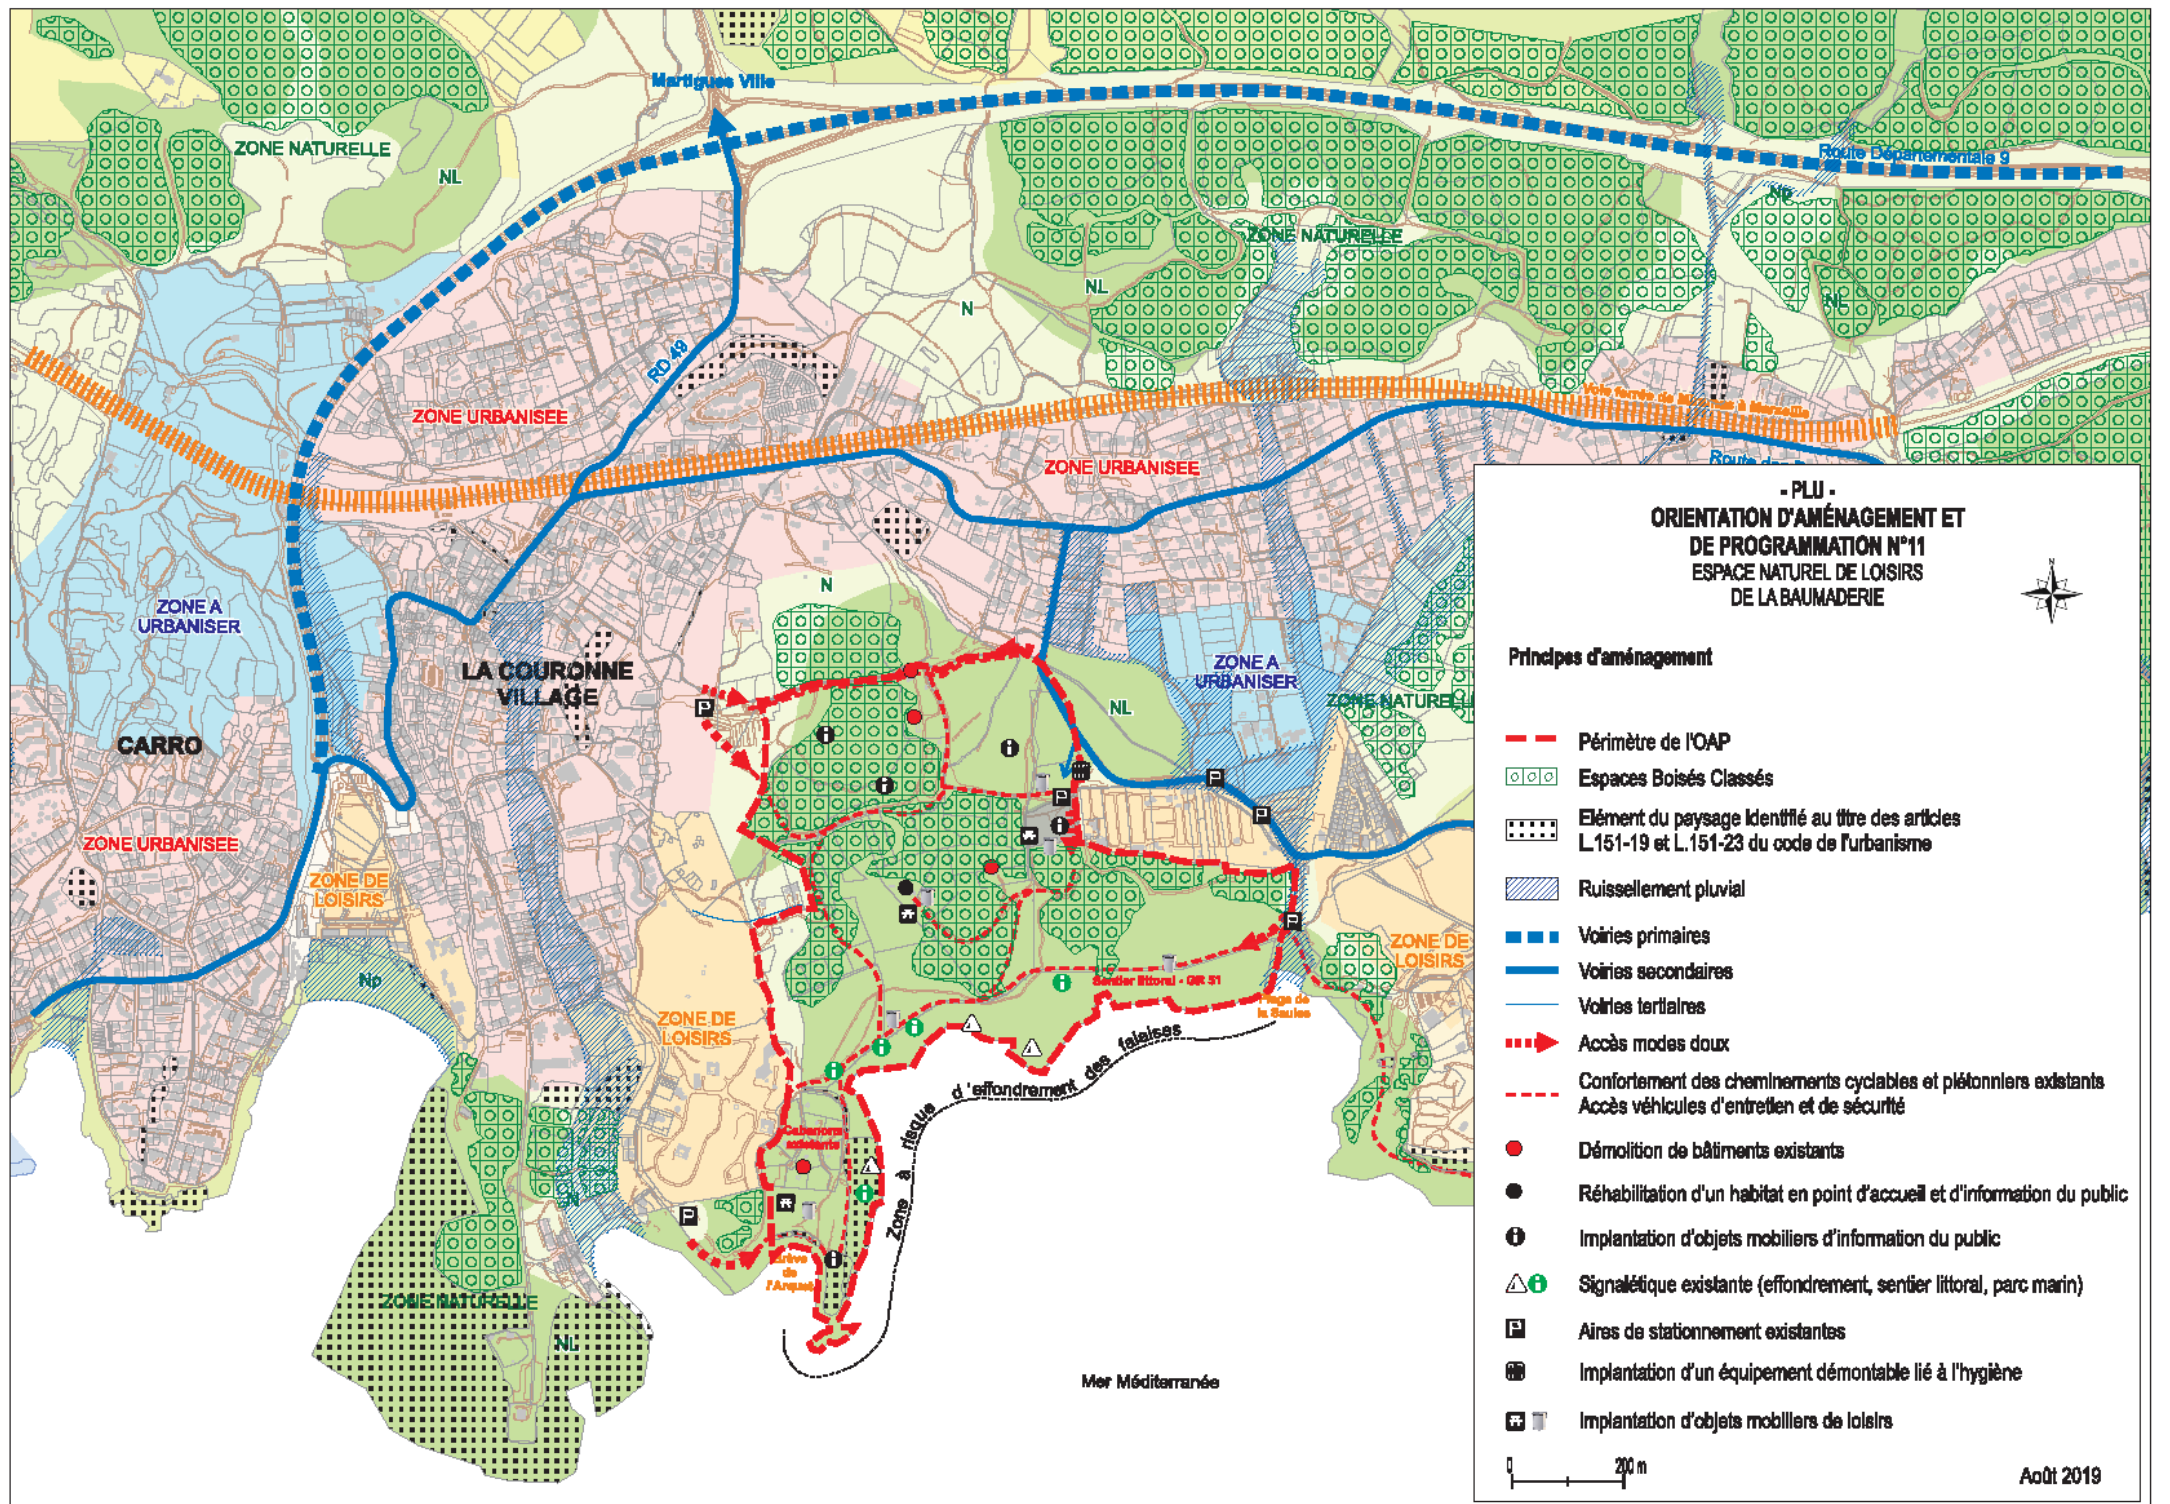 Martigues Ville
ZONE NATURELLE
NL
Route Départementale 9
Np
ZONE NATURELLE
NL
N
NL
RD 49
ZONE URBANISEE
Voie ferrée de Miramas à Marseille
ZONE URBANISEE
Route des
N
ZONE A
URBANISER
LA COURONNE
VILLAGE
ZONE A
URBANISER
NL
ZONE NATURELLE
P
CARRO
P
P
P
ZONE URBANISEE
ZONE DE
LOISIRS
P
ZONE DE
LOISIRS
Np
Sentier littoral - GR 51
Plage de
la Saulce
ZONE DE
LOISIRS
Zone à risque d'effondrement des falaises
Cabanons
existants
N
P
Grève
de
l'Arquet
ZONE NATURELLE
NL
Mer Méditerranée
- PLU -
ORIENTATION D'AMÉNAGEMENT ET
DE PROGRAMMATION N°11
ESPACE NATUREL DE LOISIRS
DE LA BAUMADERIE
N
Principes d'aménagement
Périmètre de l'OAP
Espaces Boisés Classés
Elément du paysage identifié au titre des articles
L.151-19 et L.151-23 du code de l'urbanisme
Ruissellement pluvial
Voiries primaires
Voiries secondaires
Voiries tertiaires
Accès modes doux
Confortement des cheminements cyclables et piétonniers existants
Accès véhicules d'entretien et de sécurité
Démolition de bâtiments existants
Réhabilitation d'un habitat en point d'accueil et d'information du public
Implantation d'objets mobiliers d'information du public
Signalétique existante (effondrement, sentier littoral, parc marin)
P Aires de stationnement existantes
Implantation d'un équipement démontable lié à l'hygiène
Implantation d'objets mobiliers de loisirs
0 200 m
Août 2019